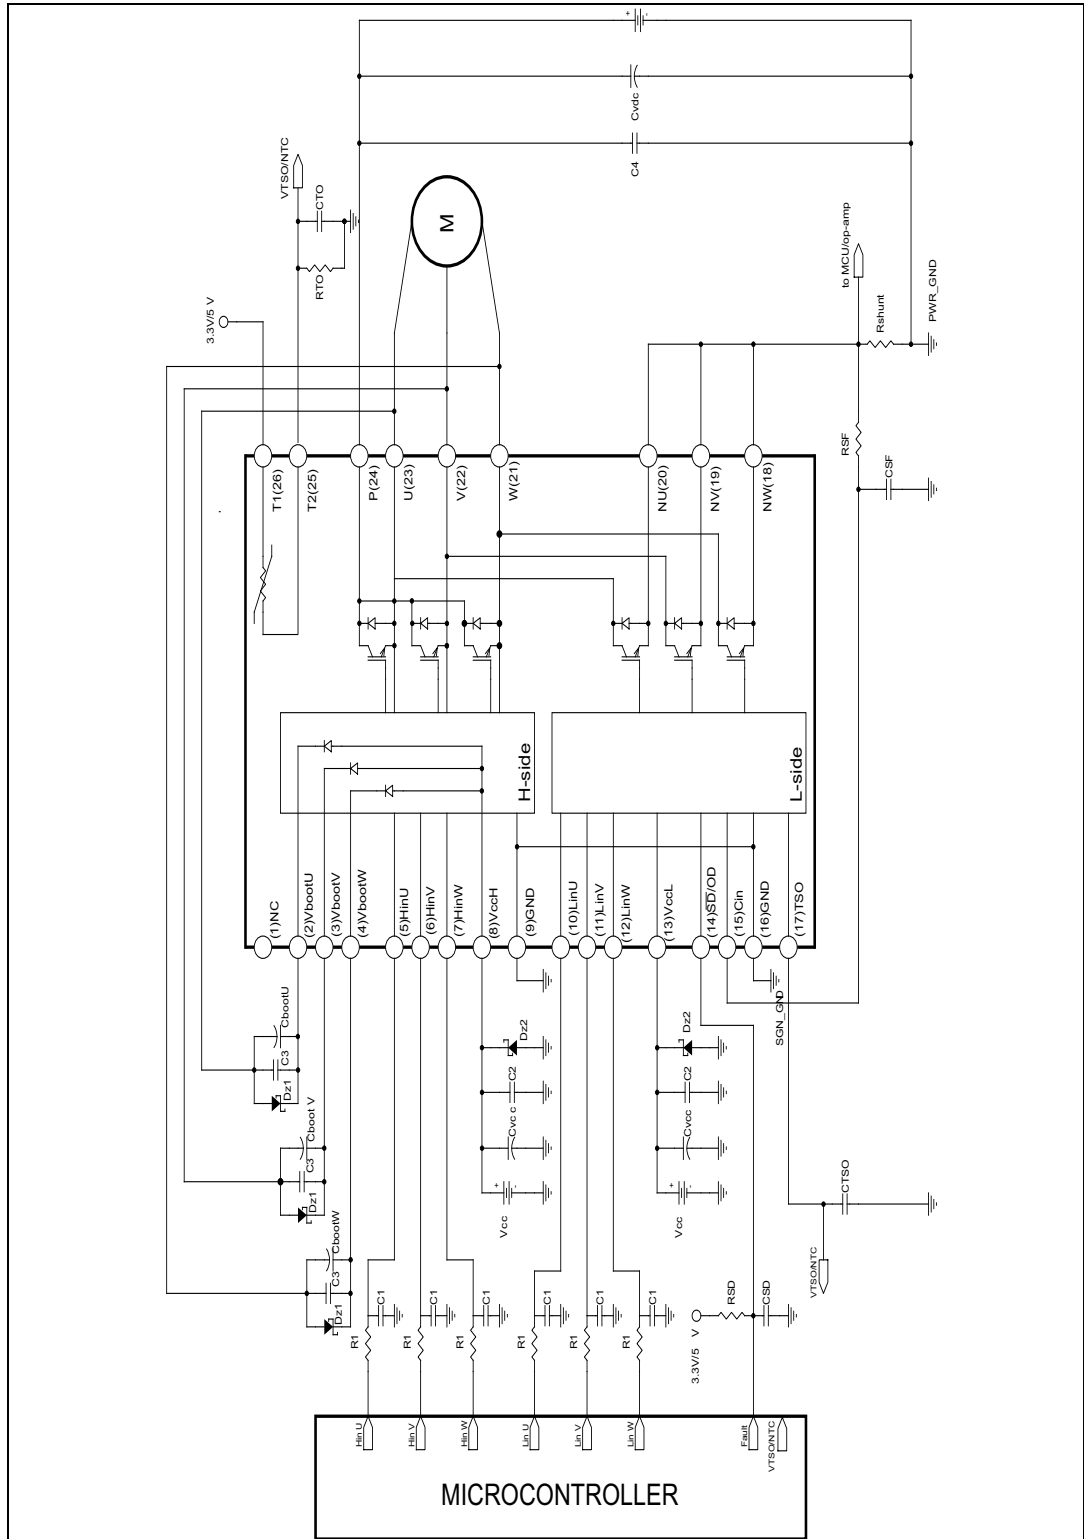 + -
Cvdc
C4
VTSO/NTC
CTO
RTO
3.3V/5 V
M
to MCU/op-amp
Rshunt
PWR_GND
RSF
CSF
T1(26)
T2(25)
P(24)
U(23)
V(22)
W(21)
NU(20)
NV(19)
NW(18)
H-side
L-side
(1)NC
(2)VbootU
(3)VbootV
(4)VbootW
(5)HinU
(6)HinV
(7)HinW
(8)VccH
(9)GND
(10)LinU
(11)LinV
(12)LinW
(13)VccL
(14)SD/OD
(15)Cin
(16)GND
(17)TSO
SGN_GND
CbootU
C3
Dz1
Cboot V
C3
Dz1
CbootW
C3
Dz1
Dz2
C2
Cvc c
+ -
Vcc
Dz2
C2
Cvcc
+ -
Vcc
CTSO
VTSO/NTC
R1
C1
R1
C1
R1
C1
R1
C1
R1
C1
R1
C1
3.3V/5 V
RSD
CSD
Hin U
Hin V
Hin W
Lin U
Lin V
Lin W
Fault
VTSO/NTC
MICROCONTROLLER